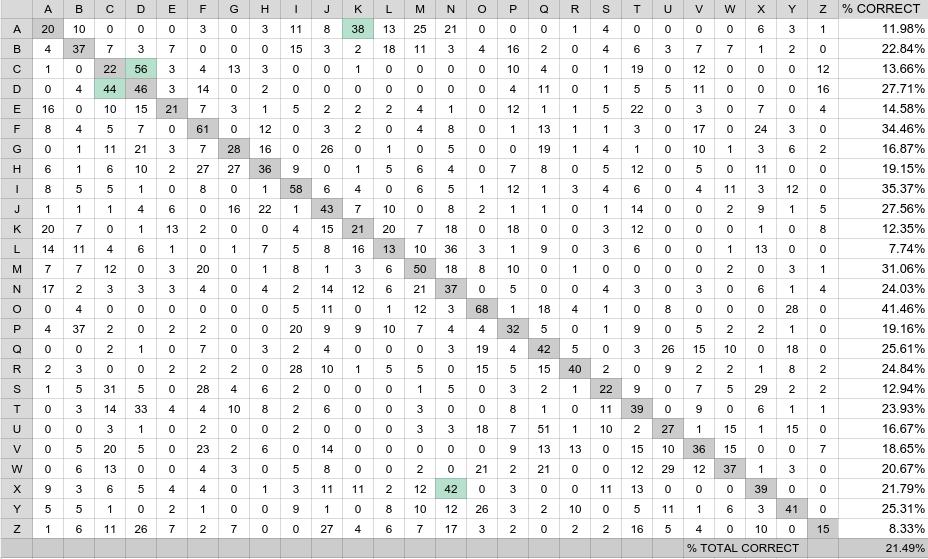 A B C D E F G H I J K L M N O P Q R S T U V W X Y Z % CORRECT
A 20 10 0 0 0 3 0 3 11 8 38 13 25 21 0 0 0 1 4 0 0 0 0 6 3 1 11.98%
B 4 37 7 3 7 0 0 0 15 3 2 18 11 3 4 16 2 0 4 6 3 7 7 1 2 0 22.84%
C 1 0 22 56 3 4 13 3 0 0 1 0 0 0 0 10 4 0 1 19 0 12 0 0 0 12 13.66%
D 0 4 44 46 3 14 0 2 0 0 0 0 0 0 0 4 11 0 1 5 5 11 0 0 0 16 27.71%
E 16 0 10 15 21 7 3 1 5 2 2 2 4 1 0 12 1 1 5 22 0 3 0 7 0 4 14.58%
F 8 4 5 7 0 61 0 12 0 3 2 0 4 8 0 1 13 1 1 3 0 17 0 24 3 0 34.46%
G 0 1 11 21 3 7 28 16 0 26 0 1 0 5 0 0 19 1 4 1 0 10 1 3 6 2 16.87%
H 6 1 6 10 2 27 27 36 9 0 1 5 6 4 0 7 8 0 5 12 0 5 0 11 0 0 19.15%
I 8 5 5 1 0 8 0 1 58 6 4 0 6 5 1 12 1 3 4 6 0 4 11 3 12 0 35.37%
J 1 1 1 4 6 0 16 22 1 43 7 10 0 8 2 1 1 0 1 14 0 0 2 9 1 5 27.56%
K 20 7 0 1 13 2 0 0 4 15 21 20 7 18 0 18 0 0 3 12 0 0 0 1 0 8 12.35%
L 14 11 4 6 1 0 1 7 5 8 16 13 10 36 3 1 9 0 3 6 0 0 1 13 0 0 7.74%
M 7 7 12 0 3 20 0 1 8 1 3 6 50 18 8 10 0 1 0 0 0 0 2 0 3 1 31.06%
N 17 2 3 3 3 4 0 4 2 14 12 6 21 37 0 5 0 0 4 3 0 3 0 6 1 4 24.03%
O 0 4 0 0 0 0 0 0 5 11 0 1 12 3 68 1 18 4 1 0 8 0 0 0 28 0 41.46%
P 4 37 2 0 2 2 0 0 20 9 9 10 7 4 4 32 5 0 1 9 0 5 2 2 1 0 19.16%
Q 0 0 2 1 0 7 0 3 2 4 0 0 0 3 19 4 42 5 0 3 26 15 10 0 18 0 25.61%
R 2 3 0 0 2 2 0 2 28 10 1 5 5 0 15 5 15 40 2 0 9 2 2 1 8 2 24.84%
S 1 5 31 5 0 28 4 6 2 0 0 0 1 5 0 3 2 1 22 9 0 7 5 29 2 2 12.94%
T 0 3 14 33 4 4 10 8 2 6 0 0 3 0 0 8 1 0 11 39 0 9 0 6 1 1 23.93%
U 0 0 3 1 0 2 0 0 2 0 0 0 3 3 18 7 51 1 10 2 27 1 15 1 15 0 16.67%
V 0 5 20 5 0 23 2 6 0 14 0 0 0 0 0 9 13 13 0 15 10 36 15 0 0 7 18.65%
W 0 6 13 0 0 4 3 0 5 8 0 0 2 0 21 2 21 0 0 12 29 12 37 1 3 0 20.67%
X 9 3 6 5 4 4 0 1 3 11 11 2 12 42 0 3 0 0 11 13 0 0 0 39 0 0 21.79%
Y 5 5 1 0 2 1 0 0 9 1 0 8 10 12 26 3 2 10 0 5 11 1 6 3 41 0 25.31%
Z 1 6 11 26 7 2 7 0 0 27 4 6 7 17 3 2 0 2 2 16 5 4 0 10 0 15 8.33%
% TOTAL CORRECT 21.49%